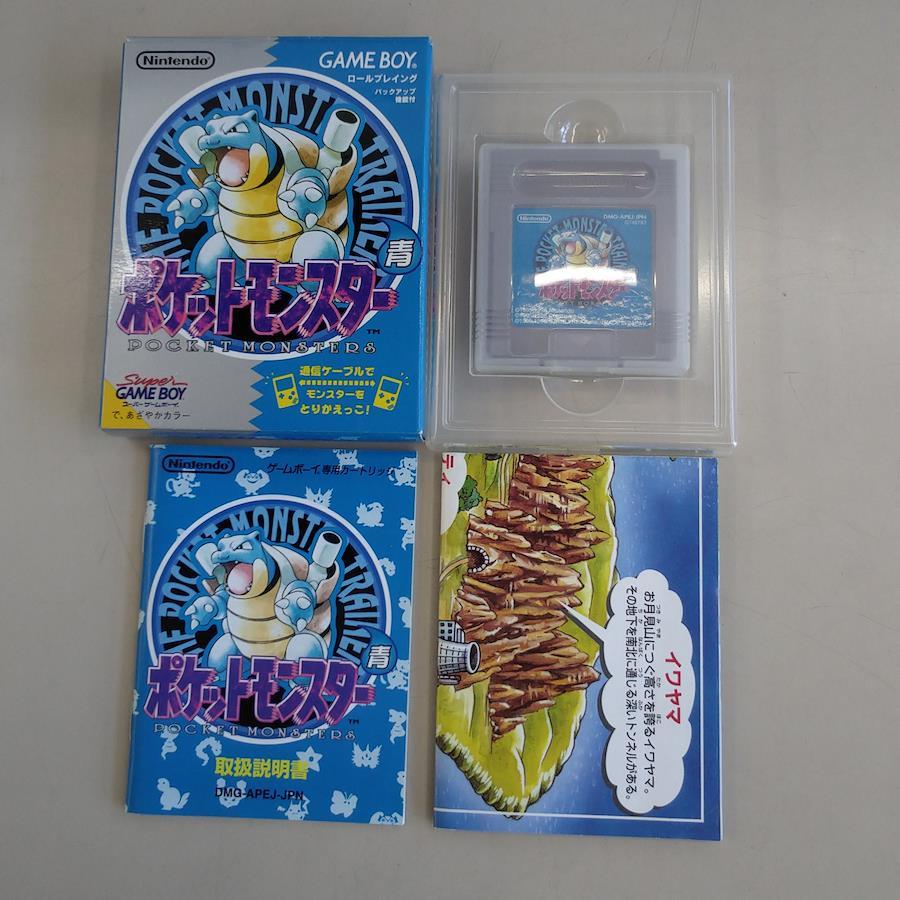 Nintendo
GAME BOY
ロールプレイング
バックアップ
機能付
POCKET MONSTE TRAILER
青
ポケットモンスター
TM
POCKET MONSTERS
Super
GAME BOY
スーパーゲームボーイ
で、あざやかカラー
通信ケーブルで
モンスターを
とりかえっこ!
Nintendo
DMG-APEJ-JPN
ポケットモンスター
Nintendo
ゲームボーイ専用カートリッジ
青
ポケットモンスター
TM
POCKET MONSTERS
取扱説明書
DMG-APEJ-JPN
ティ
イワヤマ
お月見山につぐ高さを誇るイワヤマ。
その地下を南北に通じる深いトンネルがある。